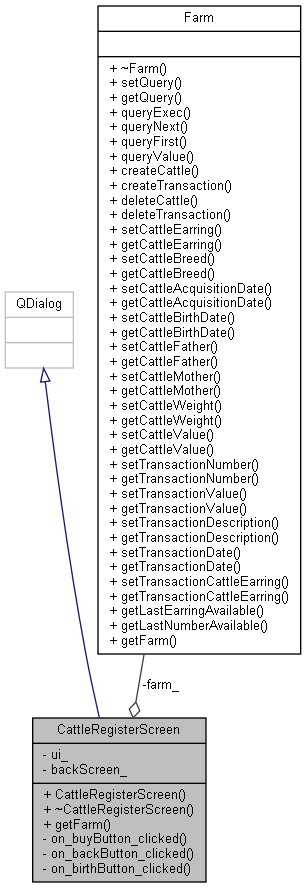 Farm
+ ~Farm()
+ setQuery()
+ getQuery()
+ queryExec()
+ queryNext()
+ queryFirst()
+ queryValue()
+ createCattle()
+ createTransaction()
+ deleteCattle()
+ deleteTransaction()
+ setCattleEarring()
+ getCattleEarring()
+ setCattleBreed()
+ getCattleBreed()
+ setCattleAcquisitionDate()
+ getCattleAcquisitionDate()
+ setCattleBirthDate()
+ getCattleBirthDate()
+ setCattleFather()
+ getCattleFather()
+ setCattleMother()
+ getCattleMother()
+ setCattleWeight()
+ getCattleWeight()
+ setCattleValue()
+ getCattleValue()
+ setTransactionNumber()
+ getTransactionNumber()
+ setTransactionValue()
+ getTransactionValue()
+ setTransactionDescription()
+ getTransactionDescription()
+ setTransactionDate()
+ getTransactionDate()
+ setTransactionCattleEarring()
+ getTransactionCattleEarring()
+ getLastEarringAvailable()
+ getLastNumberAvailable()
+ getFarm()
QDialog
-farm_
CattleRegisterScreen
- ui_
- backScreen_
+ CattleRegisterScreen()
+ ~CattleRegisterScreen()
+ getFarm()
- on_buyButton_clicked()
- on_backButton_clicked()
- on_birthButton_clicked()